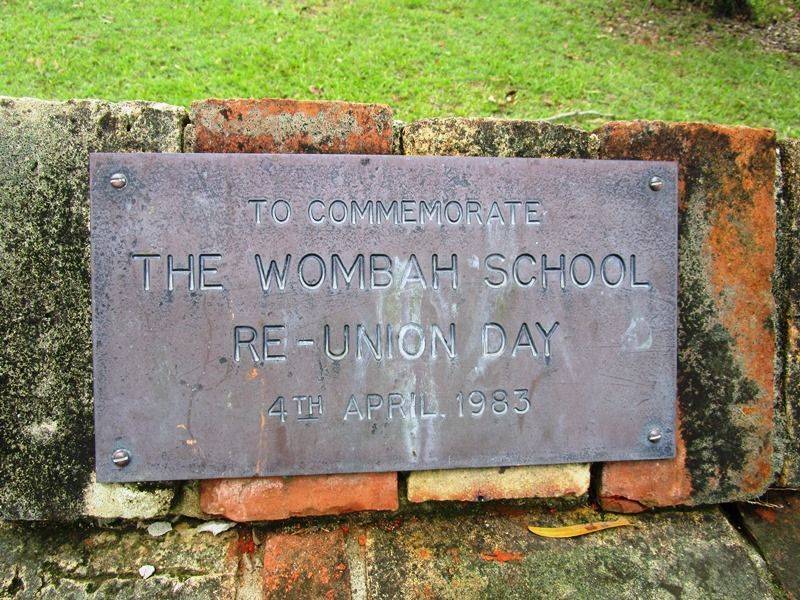 TO COMMEMORATE
THE WOMBAH SCHOOL
RE-UNION DAY
4TH APRIL. 1983